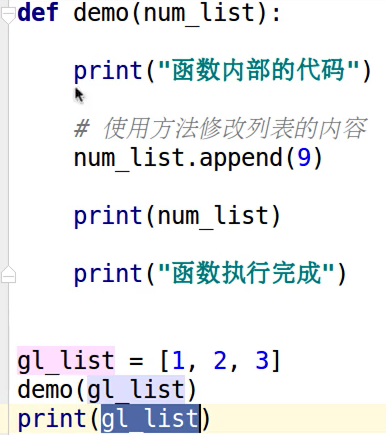 def demo(num_list):
print("函数内部的代码")
# 使用方法修改列表的内容
num_list.append(9)
print(num_list)
print("函数执行完成")
gl_list = [1, 2, 3]
demo(gl_list)
print(gl_list)